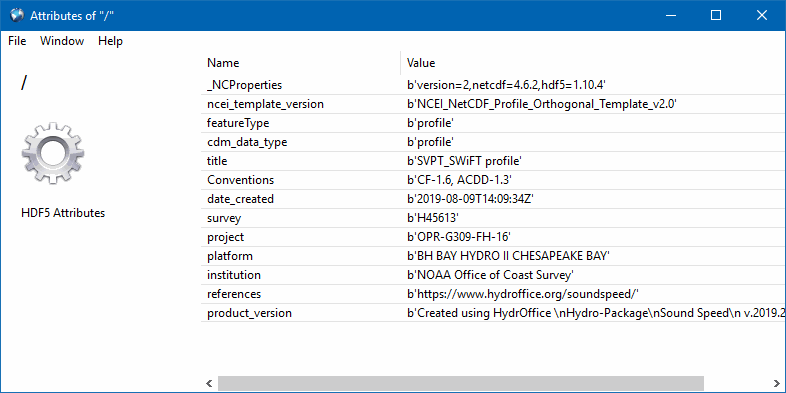 Attributes of "/"
File Window Help
/
HDF5 Attributes
Name Value
_NCProperties b'version=2,netcdf=4.6.2,hdf5=1.10.4'
ncei_template_version b'NCEI_NetCDF_Profile_Orthogonal_Template_v2.0'
featureType b'profile'
cdm_data_type b'profile'
title b'SVPT_SWiFT profile'
Conventions b'CF-1.6, ACDD-1.3'
date_created b'2019-08-09T14:09:34Z'
survey b'H45613'
project b'OPR-G309-FH-16'
platform b'BH BAY HYDRO II CHESAPEAKE BAY'
institution b'NOAA Office of Coast Survey'
references b'https://www.hydroffice.org/soundspeed/'
product_version b'Created using HydrOffice \nHydro-Package\nSound Speed\n v.2019.2